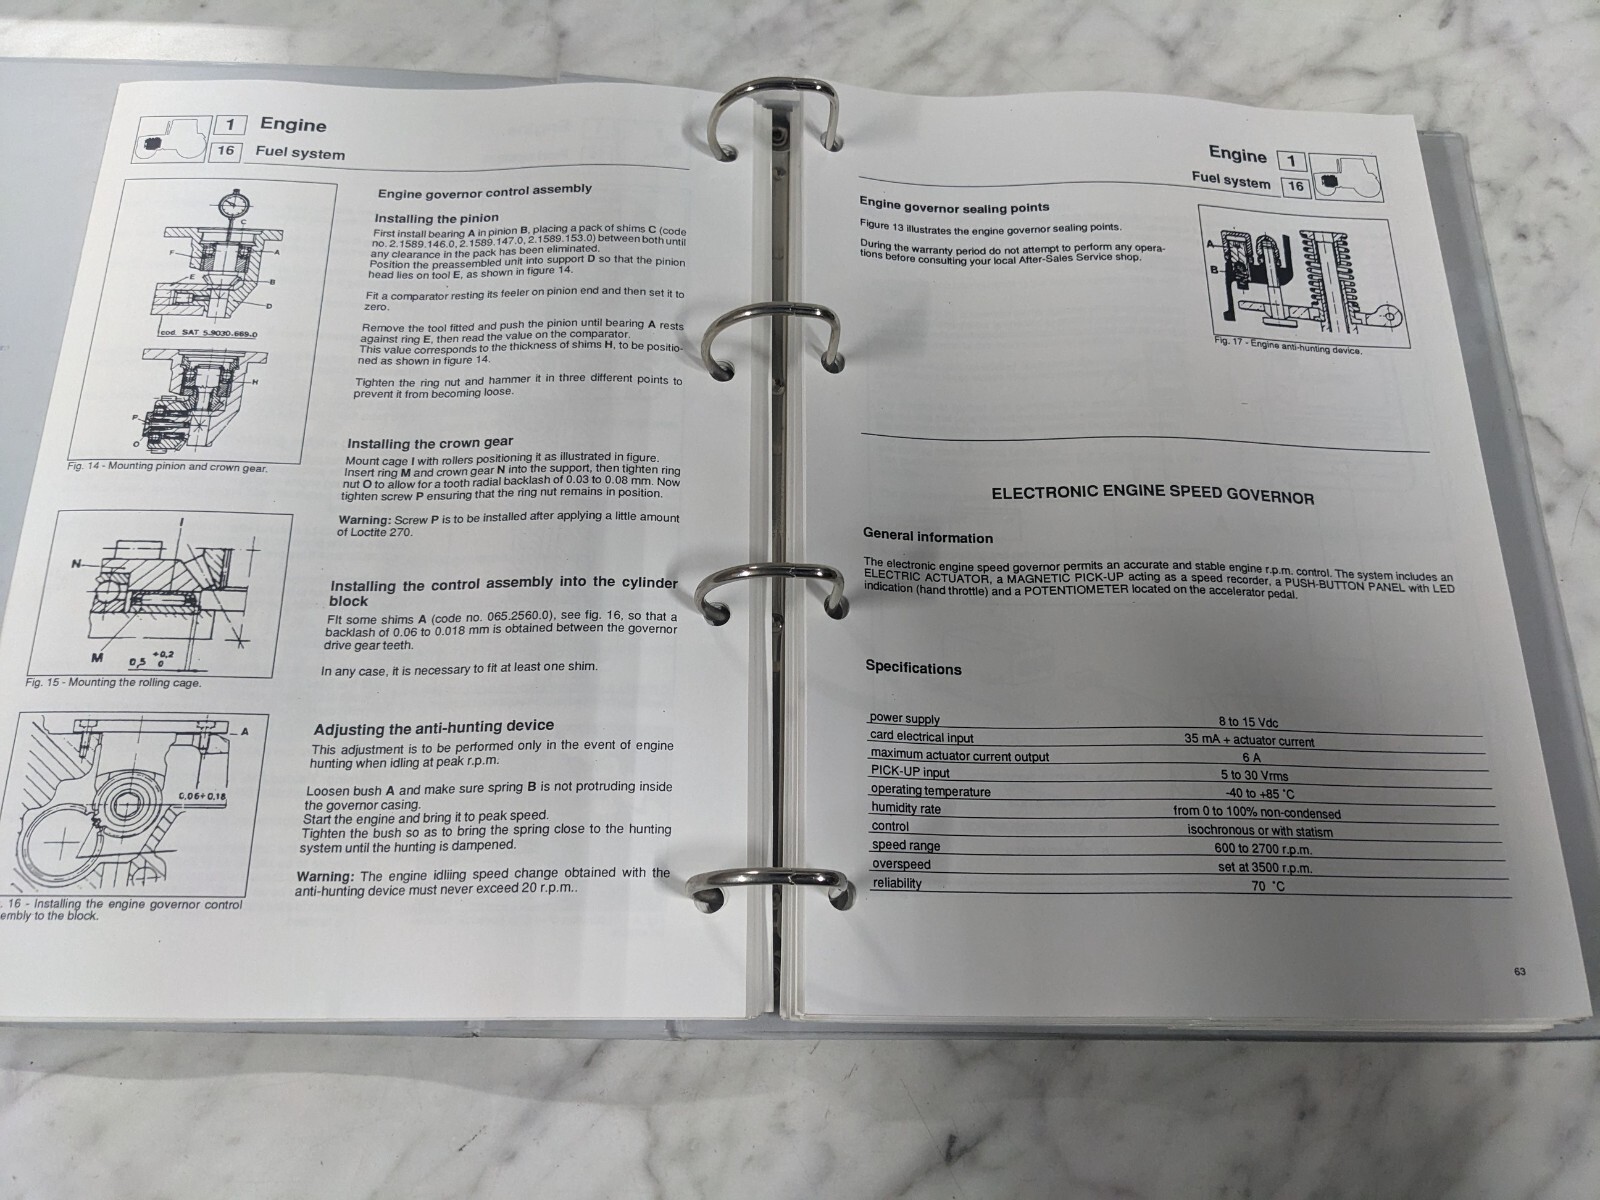 1 Engine
16 Fuel system
C
F
A
E
B
D
cod. SAT 5.9030.669.0
H
P
O
Fig. 14 - Mounting pinion and crown gear.
I
N
M
0,5 +0,2 0
Fig. 15 - Mounting the rolling cage.
A
0,06÷0,18
. 16 - Installing the engine governor control
embly to the block.
Engine governor control assembly
Installing the pinion
First install bearing A in pinion B, placing a pack of shims C (code
no. 2.1589.146.0, 2.1589.147.0, 2.1589.153.0) between both until
any clearance in the pack has been eliminated.
Position the preassembled unit into support D so that the pinion
head lies on tool E, as shown in figure 14.
Fit a comparator resting its feeler on pinion end and then set it to
zero.
Remove the tool fitted and push the pinion until bearing A rests
against ring E, then read the value on the comparator.
This value corresponds to the thickness of shims H, to be positio-
ned as shown in figure 14.
Tighten the ring nut and hammer it in three different points to
prevent it from becoming loose.
Installing the crown gear
Mount cage I with rollers positioning it as illustrated in figure.
Insert ring M and crown gear N into the support, then tighten ring
nut O to allow for a tooth radial backlash of 0.03 to 0.08 mm. Now
tighten screw P ensuring that the ring nut remains in position.
Warning: Screw P is to be installed after applying a little amount
of Loctite 270.
Installing the control assembly into the cylinder
block
FIt some shims A (code no. 065.2560.0), see fig. 16, so that a
backlash of 0.06 to 0.018 mm is obtained between the governor
drive gear teeth.
In any case, it is necessary to fit at least one shim.
Adjusting the anti-hunting device
This adjustment is to be performed only in the event of engine
hunting when idling at peak r.p.m.
Loosen bush A and make sure spring B is not protruding inside
the governor casing.
Start the engine and bring it to peak speed.
Tighten the bush so as to bring the spring close to the hunting
system until the hunting is dampened.
Warning: The engine idliing speed change obtained with the
anti-hunting device must never exceed 20 r.p.m..
Engine 1
Fuel system 16
Engine governor sealing points
Figure 13 illustrates the engine governor sealing points.
During the warranty period do not attempt to perform any opera-
tions before consulting your local After-Sales Service shop.
A
B
Fig. 17 - Engine anti-hunting device.
ELECTRONIC ENGINE SPEED GOVERNOR
General information
The electronic engine speed governor permits an accurate and stable engine r.p.m. control. The system includes an
ELECTRIC ACTUATOR, a MAGNETIC PICK-UP acting as a speed recorder, a PUSH-BUTTON PANEL with LED
indication (hand throttle) and a POTENTIOMETER located on the accelerator pedal.
Specifications
power supply 8 to 15 Vdc
card electrical input 35 mA + actuator current
maximum actuator current output 6 A
PICK-UP input 5 to 30 Vrms
operating temperature -40 to +85 °C
humidity rate from 0 to 100% non-condensed
control isochronous or with statism
speed range 600 to 2700 r.p.m.
overspeed set at 3500 r.p.m.
reliability 70 °C
63